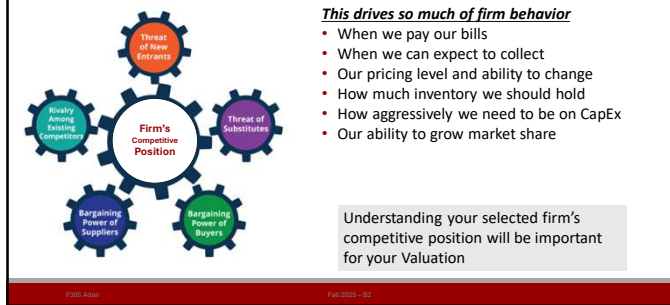 Threat
of New
Entrants
Rivalry
Among
Existing
Competitors
Firm's
Competitive
Position
Threat of
Substitutes
Bargaining
Power of
Suppliers
Bargaining
Power of
Buyers
This drives so much of firm behavior
• When we pay our bills
• When we can expect to collect
• Our pricing level and ability to change
• How much inventory we should hold
• How aggressively we need to be on CapEx
• Our ability to grow market share
Understanding your selected firm's
competitive position will be important
for your Valuation
F305 Adair
Fall 2025 – B2